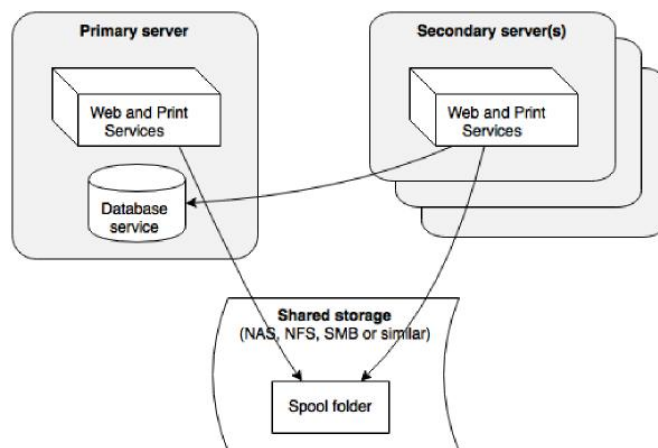 Primary server
Secondary server(s)
Web and Print
Services
Web and Print
Services
Database
service
Shared storage
(NAS, NFS, SMB or similar)
Spool folder